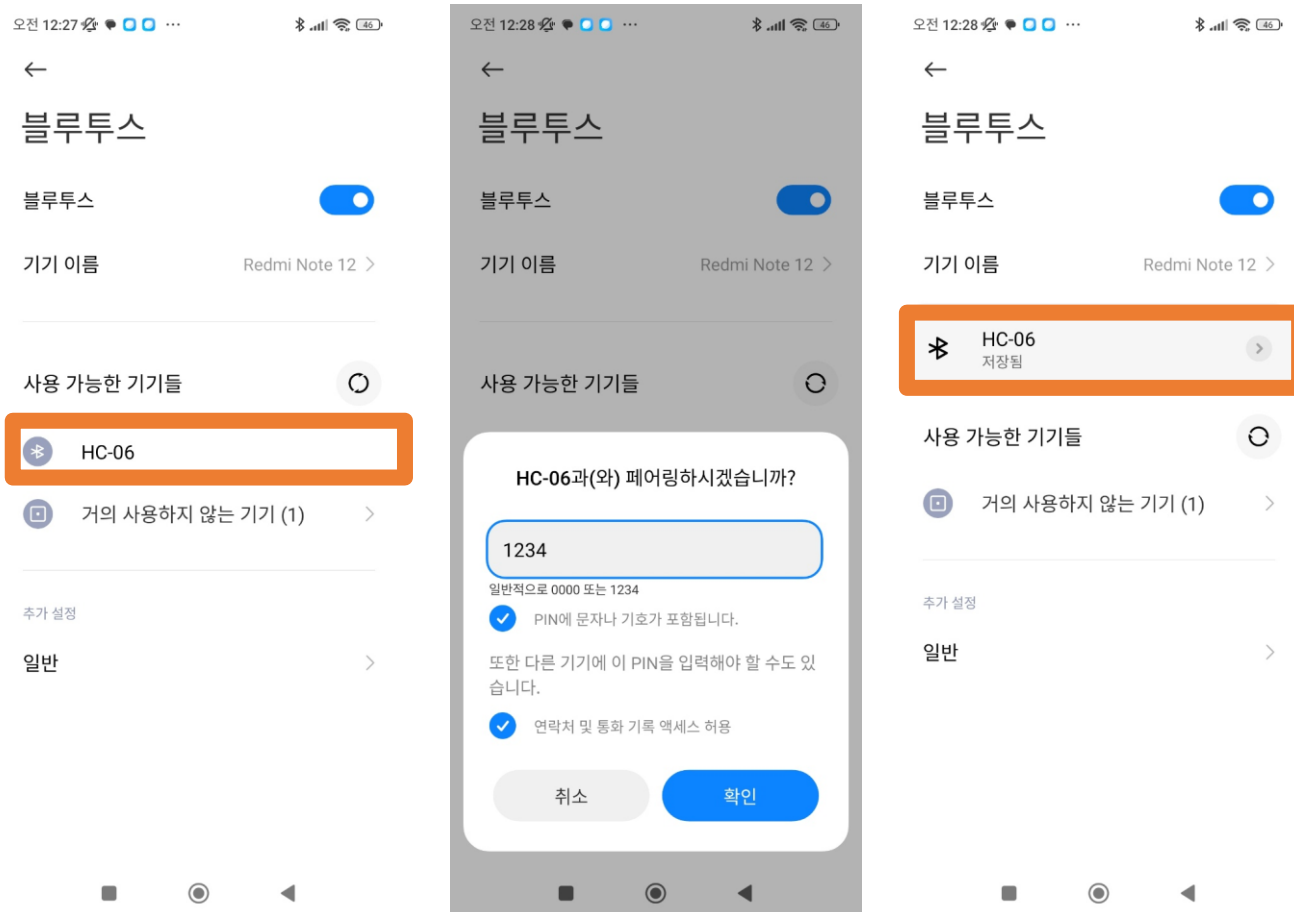 오전 12:27
46
블루투스
블루투스
기기 이름 Redmi Note 12
사용 가능한 기기들
HC-06
거의 사용하지 않는 기기 (1)
추가 설정
일반
오전 12:28
46
블루투스
블루투스
기기 이름 Redmi Note 12
사용 가능한 기기들
HC-06과(와) 페어링하시겠습니까?
1234
일반적으로 0000 또는 1234
PIN에 문자나 기호가 포함됩니다.
또한 다른 기기에 이 PIN을 입력해야 할 수도 있
습니다.
연락처 및 통화 기록 액세스 허용
취소 확인
오전 12:28
46
블루투스
블루투스
기기 이름 Redmi Note 12
HC-06
저장됨
사용 가능한 기기들
거의 사용하지 않는 기기 (1)
추가 설정
일반